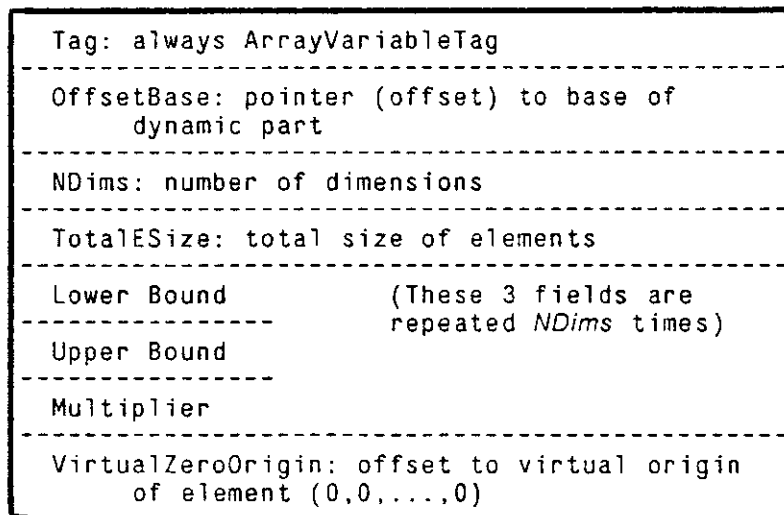 Tag: always ArrayVariableTag
OffsetBase: pointer (offset) to base of
dynamic part
NDims: number of dimensions
TotalESize: total size of elements
Lower Bound (These 3 fields are
repeated NDims times)
Upper Bound
Multiplier
VirtualZeroOrigin: offset to virtual origin
of element (0,0,...,0)